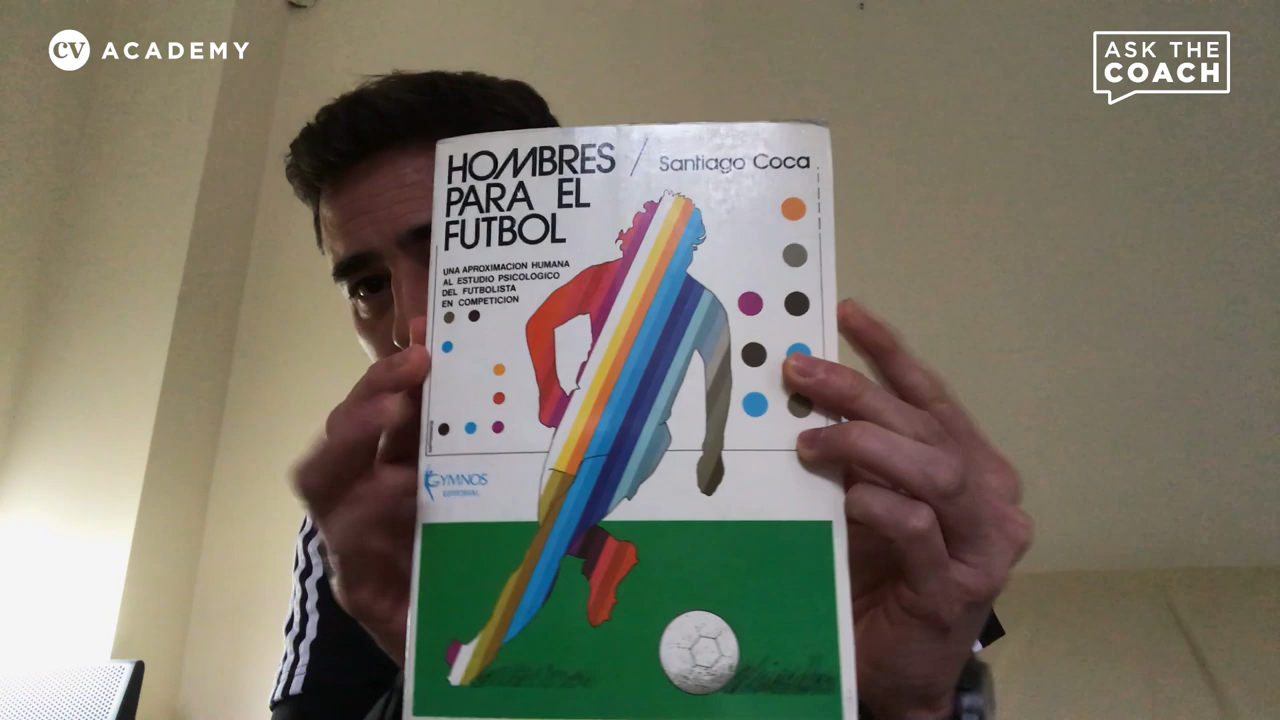 CV ACADEMY
ASK THE
COACH
HOMBRES / Santiago Coca
PARA EL
FUTBOL
UNA APROXIMACION HUMANA
AL ESTUDIO PSICOLOGICO
DEL FUTBOLISTA
EN COMPETICION
GYMNOS
EDITORIAL